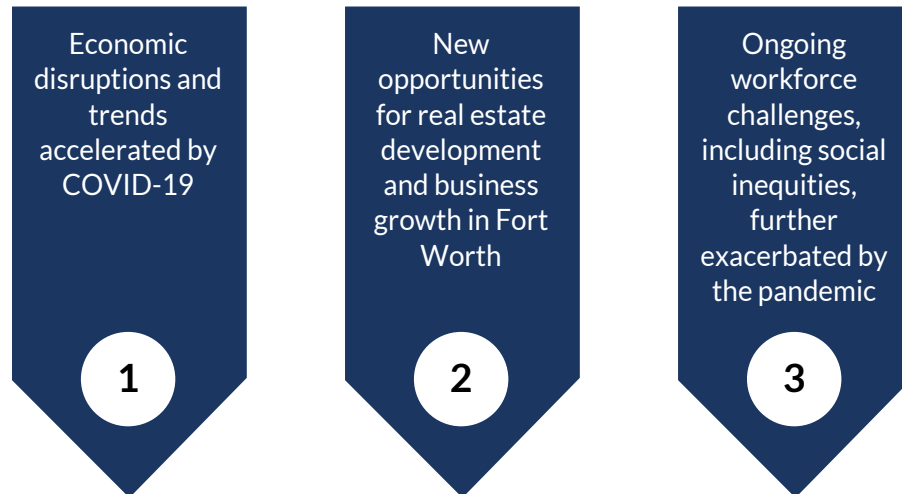 Economic
disruptions and
trends
accelerated by
COVID-19
1
New
opportunities
for real estate
development
and business
growth in Fort
Worth
2
Ongoing
workforce
challenges,
including social
inequities,
further
exacerbated by
the pandemic
3